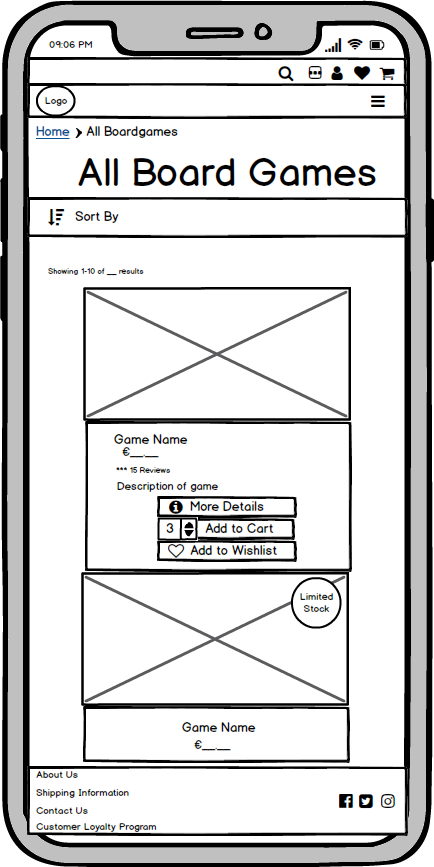 09:06 PM
Logo
Home All Boardgames
All Board Games
Sort By
Showing 1-10 of __ results
Game Name
€__.__
*** 15 Reviews
Description of game
More Details
3 Add to Cart
Add to Wishlist
Limited
Stock
Game Name
€__.__
About Us
Shipping Information
Contact Us
Customer Loyalty Program